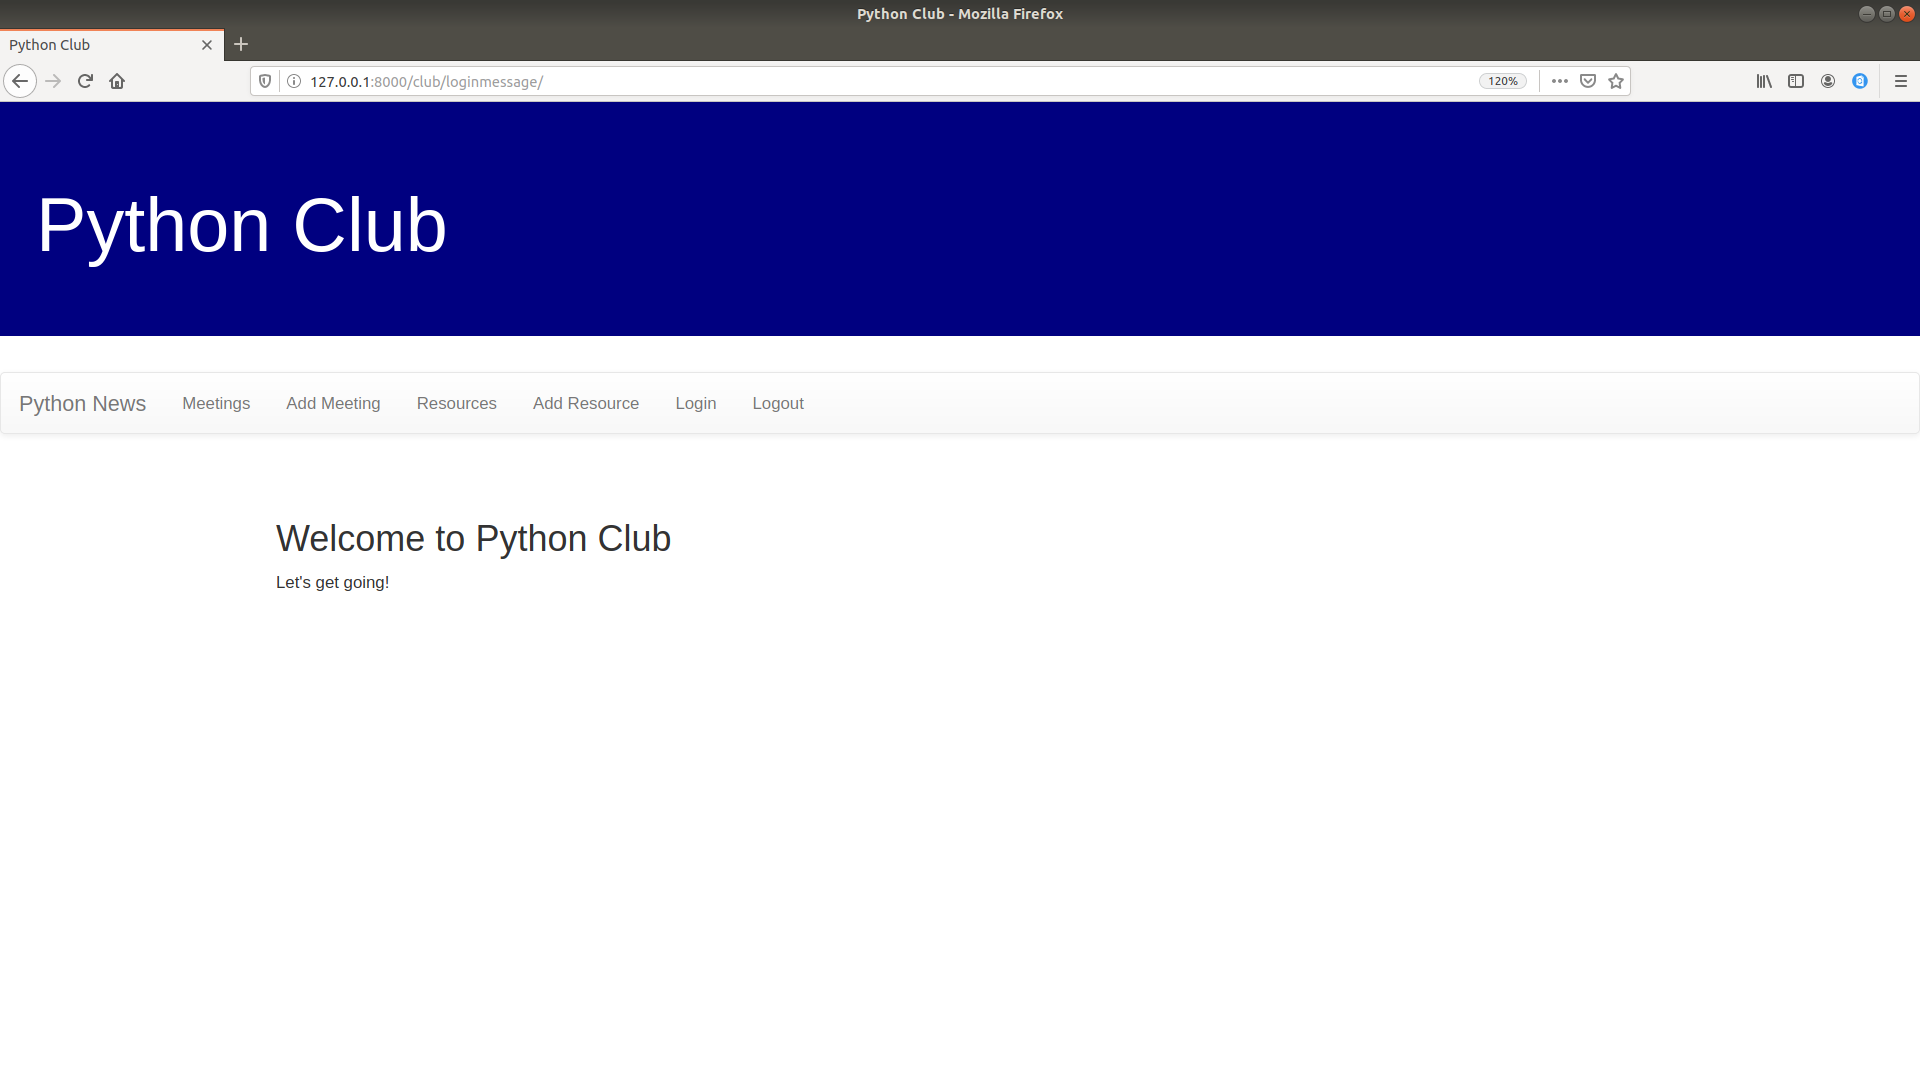 Python Club - Mozilla Firefox
Python Club
127.0.0.1:8000/club/loginmessage/ 120%
Python Club
Python News Meetings Add Meeting Resources Add Resource Login Logout
Welcome to Python Club
Let's get going!